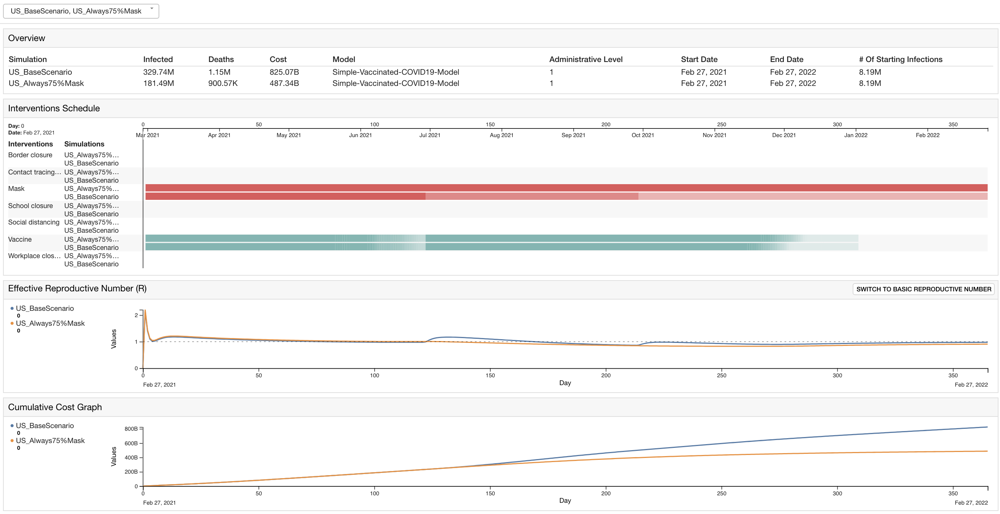 US_BaseScenario, US_Always75%Mask
Overview
Simulation Infected Deaths Cost Model Administrative Level Start Date End Date # Of Starting Infections
US_BaseScenario 329.74M 1.15M 825.07B Simple-Vaccinated-COVID19-Model 1 Feb 27, 2021 Feb 27, 2022 8.19M
US_Always75%Mask 181.49M 900.57K 487.34B Simple-Vaccinated-COVID19-Model 1 Feb 27, 2021 Feb 27, 2022 8.19M
Interventions Schedule
Day: 0
Date: Feb 27, 2021
0 50 100 150 200 250 300 350
Mar 2021 Apr 2021 May 2021 Jun 2021 Jul 2021 Aug 2021 Sep 2021 Oct 2021 Nov 2021 Dec 2021 Jan 2022 Feb 2022
Interventions Simulations
Border closure US_Always75%…
US_BaseScenario
Contact tracing… US_Always75%…
US_BaseScenario
Mask US_Always75%…
US_BaseScenario
School closure US_Always75%…
US_BaseScenario
Social distancing US_Always75%…
US_BaseScenario
Vaccine US_Always75%…
US_BaseScenario
Workplace clos… US_Always75%…
US_BaseScenario
Effective Reproductive Number (R)
SWITCH TO BASIC REPRODUCTIVE NUMBER
US_BaseScenario
0
US_Always75%Mask
0
Values
2
1
0
0 50 100 150 200 250 300 350
Day
Feb 27, 2021 Feb 27, 2022
Cumulative Cost Graph
US_BaseScenario
0
US_Always75%Mask
0
Values
800B
600B
400B
200B
0
0 50 100 150 200 250 300 350
Day
Feb 27, 2021 Feb 27, 2022